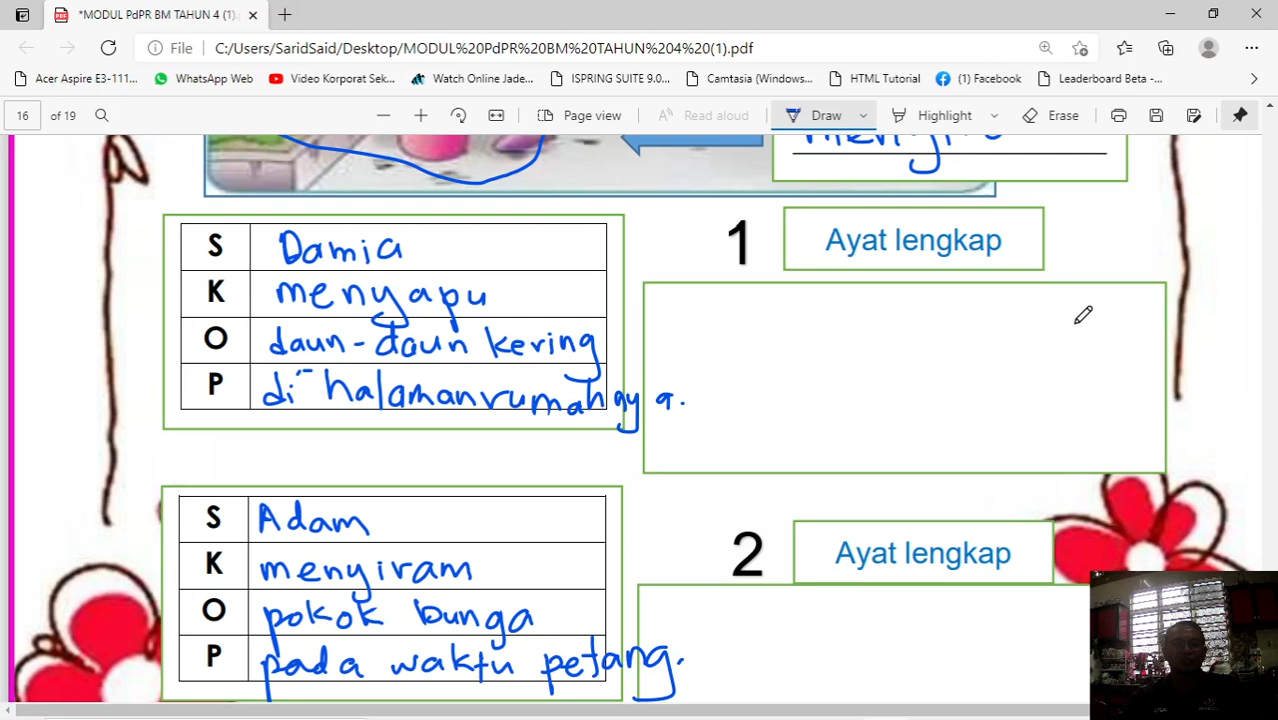 *MODUL PdPR BM TAHUN 4 (1).pdf
File C:/Users/SaridSaid/Desktop/MODUL%20PdPR%20BM%20TAHUN%204%20(1).pdf
Acer Aspire E3-111... WhatsApp Web Video Korporat Sek... Watch Online Jade... ISPRING SUITE 9.0... Camtasia (Windows... HTML Tutorial (1) Facebook Leaderboard Beta -...
16 of 19 Page view Read aloud Draw Highlight Erase
S Damia
K menyapu
O daun-daun kering
P di halaman rumahnya.
1 Ayat lengkap
S Adam
K menyiram
O pokok bunga
P pada waktu petang.
2 Ayat lengkap